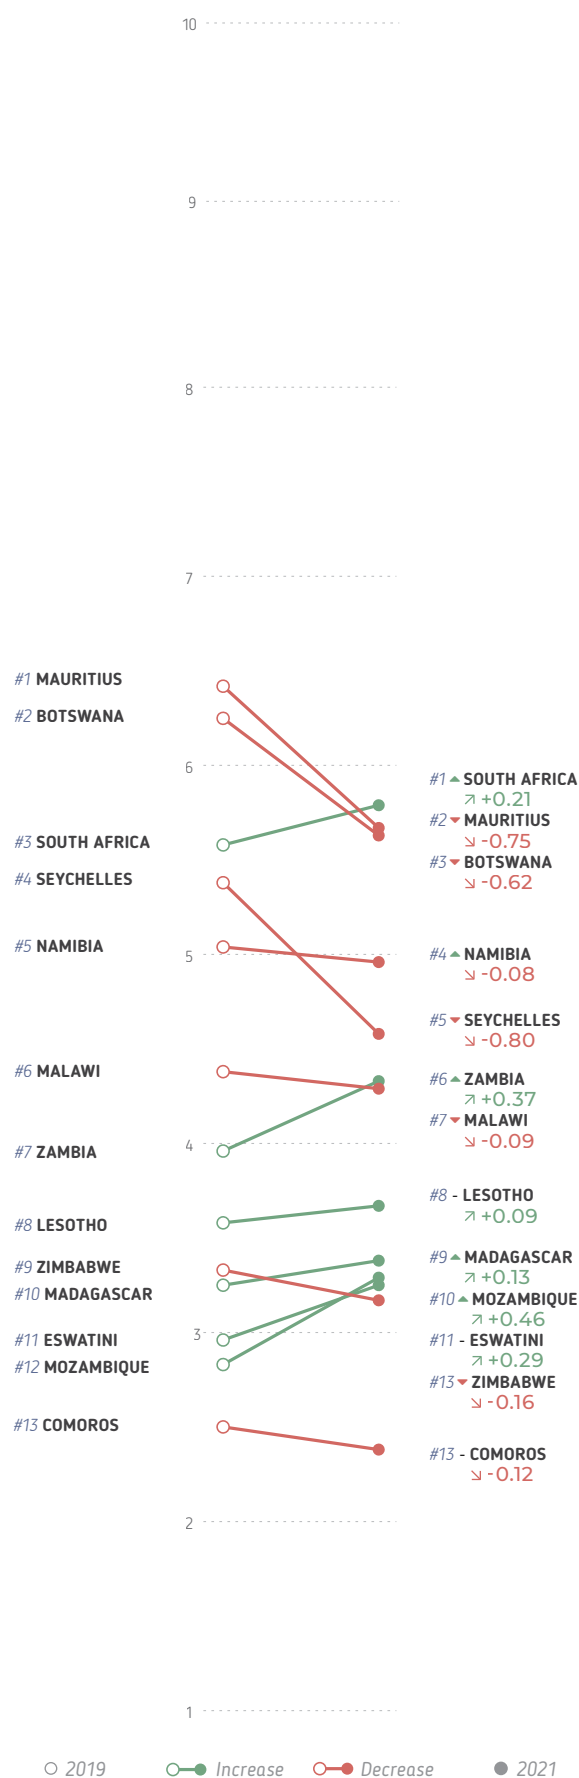 10
9
8
7
#1 MAURITIUS
#2 BOTSWANA
6
#1 SOUTH AFRICA
+0.21
#2 MAURITIUS
-0.75
#3 SOUTH AFRICA
#3 BOTSWANA
-0.62
#4 SEYCHELLES
#5 NAMIBIA
5
#4 NAMIBIA
-0.08
#5 SEYCHELLES
-0.80
#6 MALAWI
#6 ZAMBIA
+0.37
#7 MALAWI
-0.09
4
#7 ZAMBIA
#8 - LESOTHO
+0.09
#8 LESOTHO
#9 ZIMBABWE
#9 MADAGASCAR
+0.13
#10 MADAGASCAR
#10 MOZAMBIQUE
+0.46
3
#11 ESWATINI
#11 - ESWATINI
+0.29
#12 MOZAMBIQUE
#13 ZIMBABWE
-0.16
#13 COMOROS
#13 - COMOROS
-0.12
2
1
2019 Increase Decrease 2021